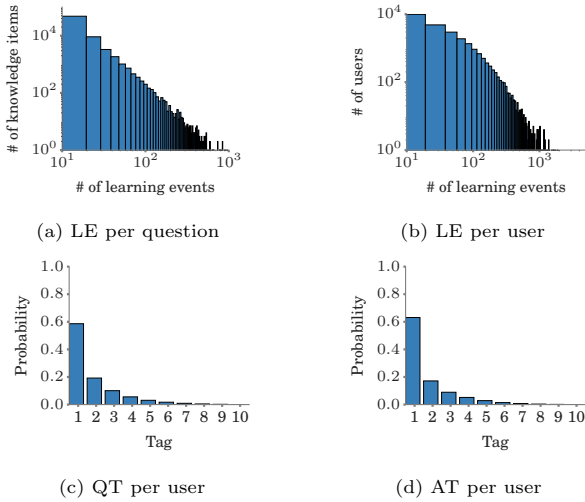 # of knowledge items
10^4
10^2
10^0
10^1 10^2 10^3
# of learning events
(a) LE per question
# of users
10^4
10^2
10^0
10^1 10^2 10^3
# of learning events
(b) LE per user
Probability
1.0
0.8
0.6
0.4
0.2
0.0
1 2 3 4 5 6 7 8 9 10
Tag
(c) QT per user
Probability
1.0
0.8
0.6
0.4
0.2
0.0
1 2 3 4 5 6 7 8 9 10
Tag
(d) AT per user